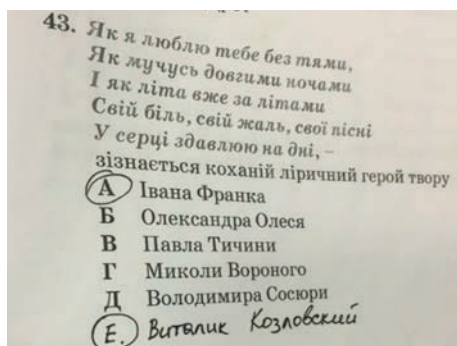 43. Як я люблю тебе без тями,
Як мучусь довгими ночами
І як літа вже за літами
Свій біль, свій жаль, свої пісні
У серці здавлюю на дні, –
зізнається коханій ліричний герой твору
А Івана Франка
Б Олександра Олеся
В Павла Тичини
Г Миколи Вороного
Д Володимира Сосюри
Е. Виталик Козловский